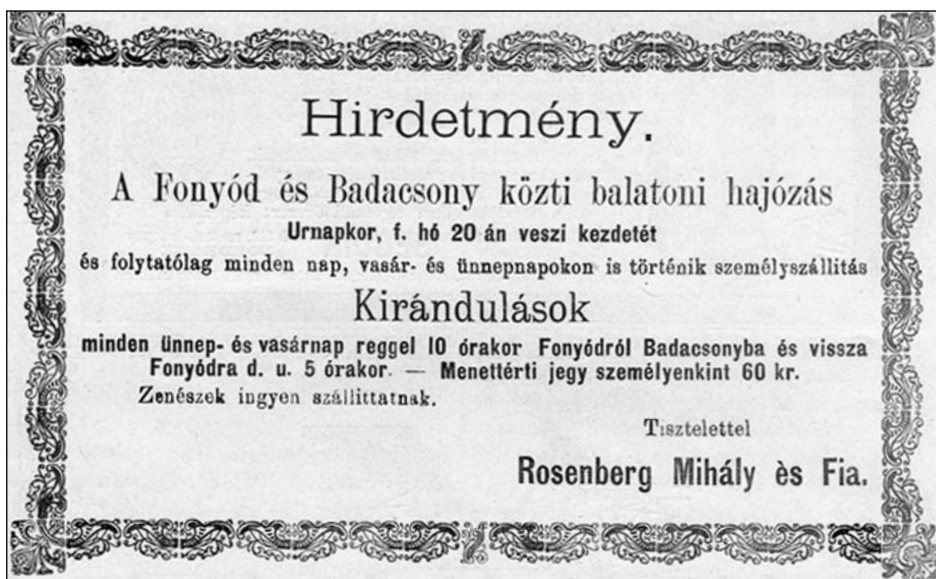 Hirdetmény.
A Fonyód és Badacsony közti balatoni hajózás
Urnapkor, f. hó 20-án veszi kezdetét
és folytatólag minden nap, vasár- és ünnepnapokon is történik személyszállitás
Kirándulások
minden ünnep- és vasárnap reggel 10 órakor Fonyódról Badacsonyba és vissza
Fonyódra d. u. 5 órakor. — Menettérti jegy személyenkint 60 kr.
Zenészek ingyen szállittatnak.
Tisztelettel
Rosenberg Mihály ès Fia.